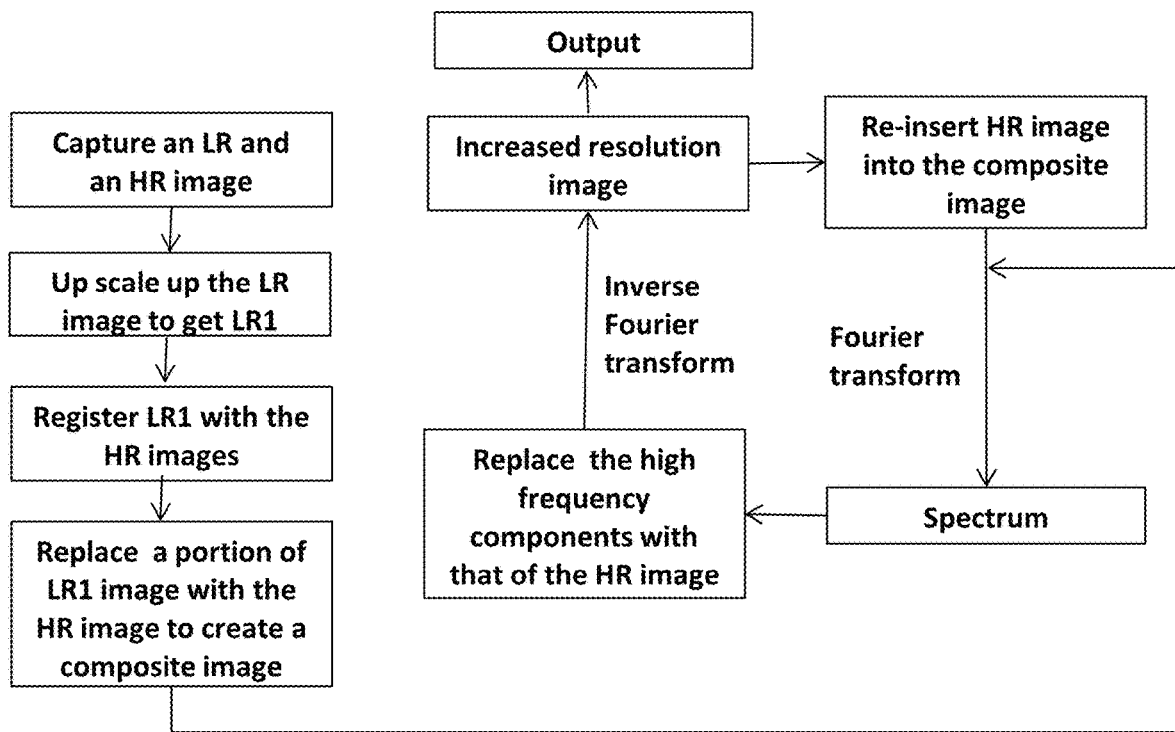 Capture an LR and
an HR image
Up scale up the LR
image to get LR1
Register LR1 with the
HR images
Replace a portion of
LR1 image with the
HR image to create a
composite image
Output
Increased resolution
image
Re-insert HR image
into the composite
image
Inverse
Fourier
transform
Fourier
transform
Replace the high
frequency
components with
that of the HR image
Spectrum